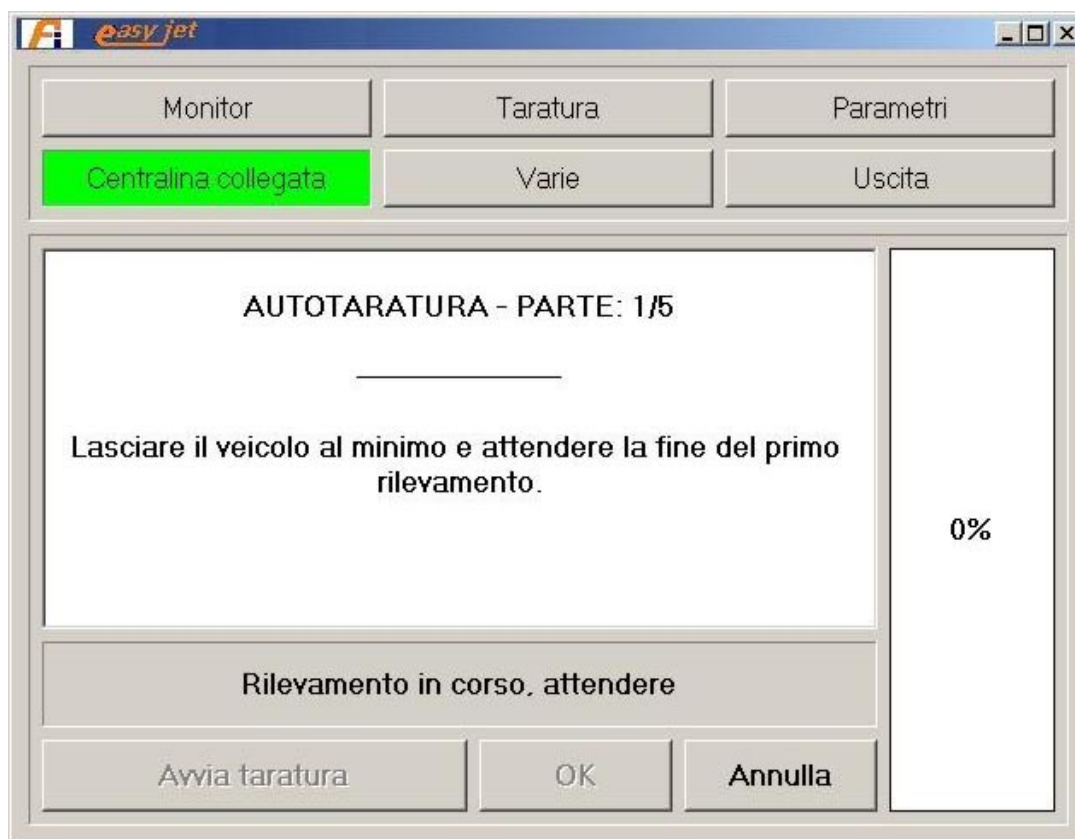 easy jet
Monitor
Taratura
Parametri
Centralina collegata
Varie
Uscita
AUTOTARATURA - PARTE: 1/5
Lasciare il veicolo al minimo e attendere la fine del primo
rilevamento.
0%
Rilevamento in corso, attendere
Avvia taratura
OK
Annulla